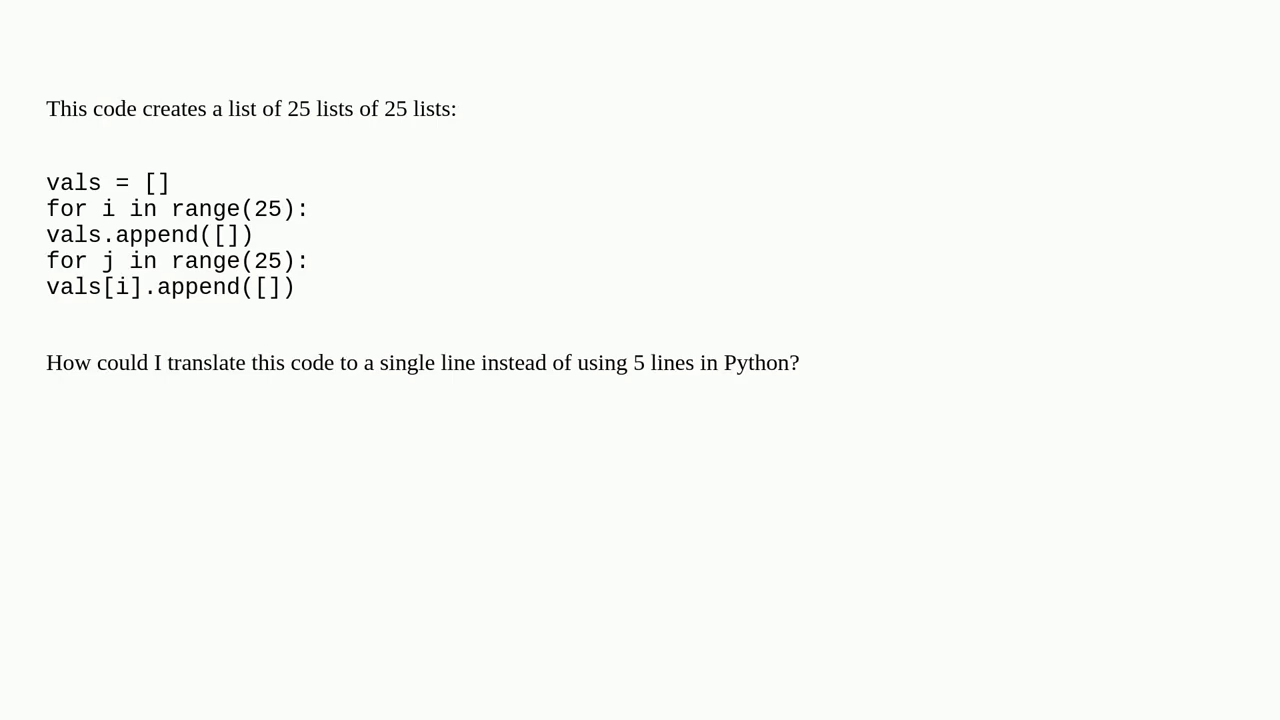 This code creates a list of 25 lists of 25 lists:
vals = []
for i in range(25):
vals.append([])
for j in range(25):
vals[i].append([])
How could I translate this code to a single line instead of using 5 lines in Python?